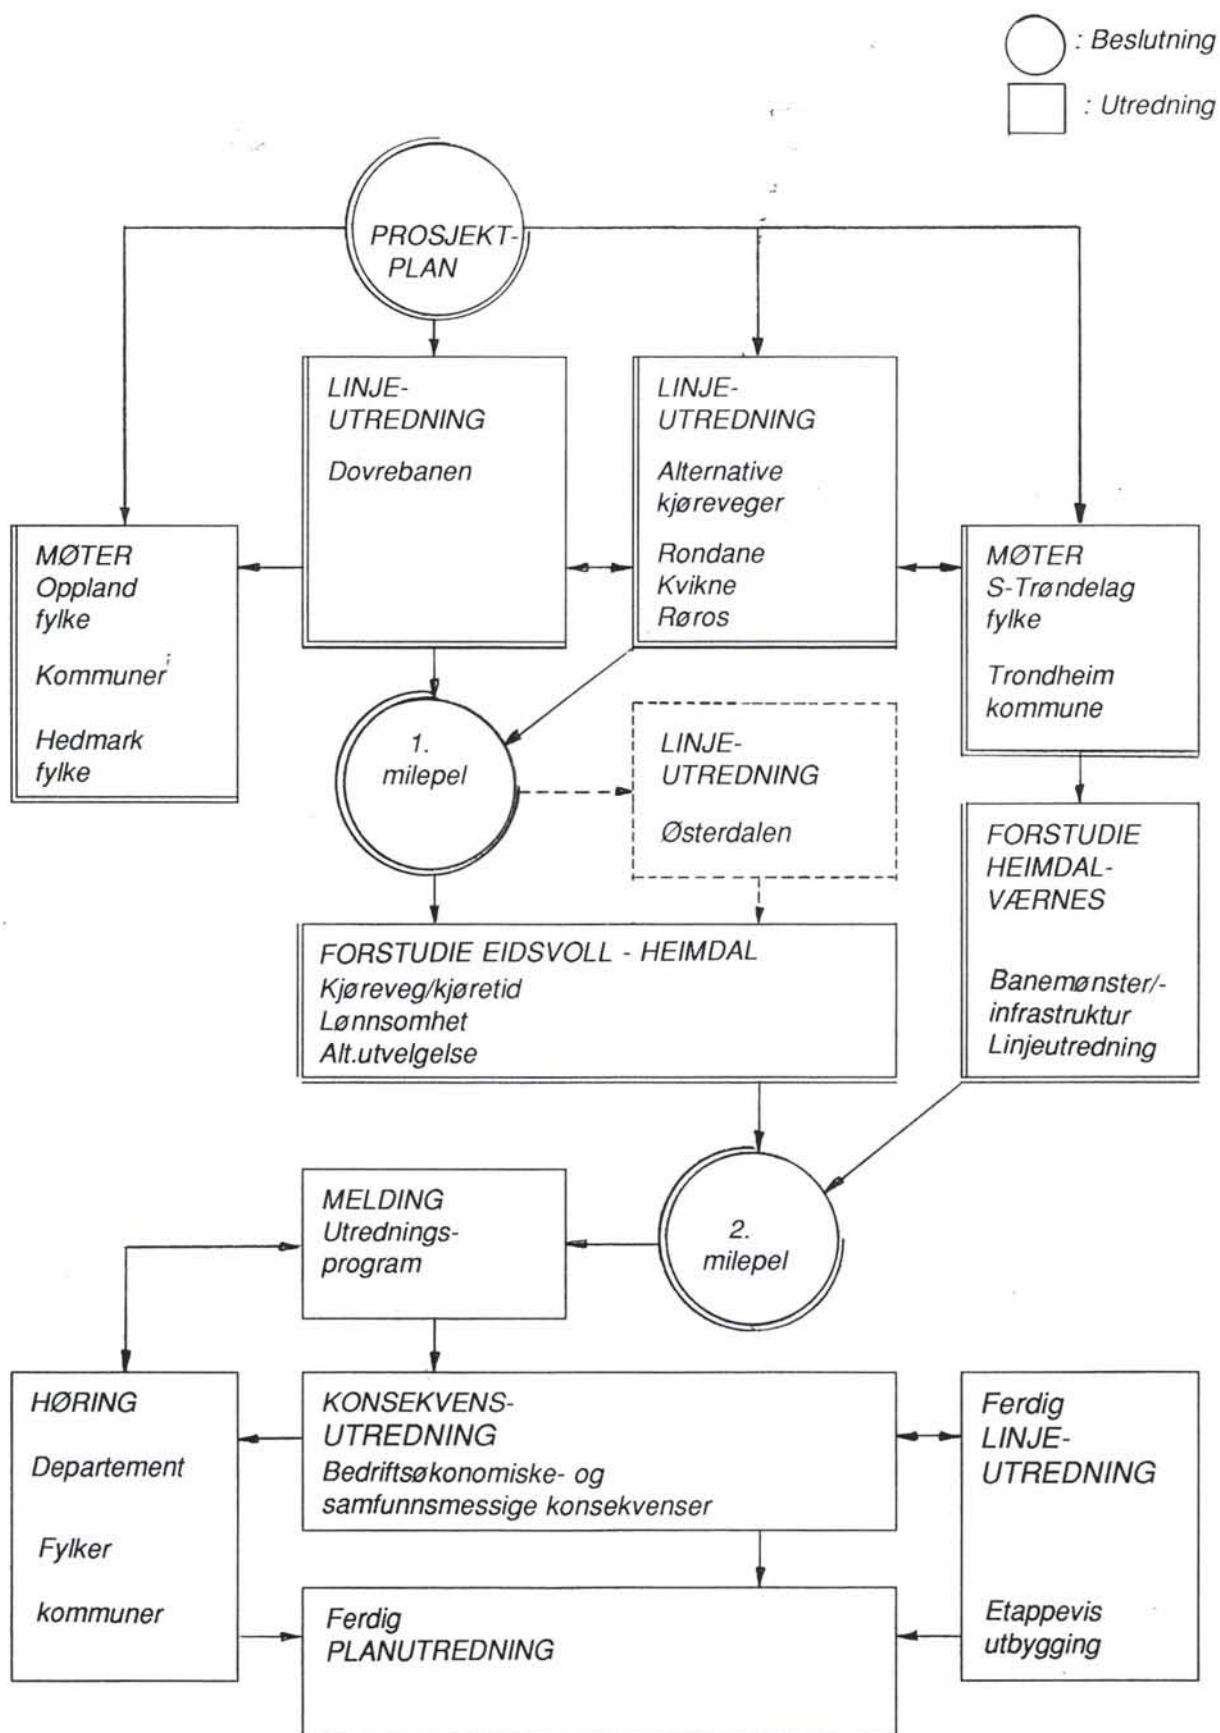 : Beslutning
: Utredning
PROSJEKT-
PLAN
LINJE-
UTREDNING
Dovrebanen
LINJE-
UTREDNING
Alternative
kjøreveger
Rondane
Kvikne
Røros
MØTER
Oppland
fylke
Kommuner
Hedmark
fylke
MØTER
S-Trøndelag
fylke
Trondheim
kommune
1.
milepel
LINJE-
UTREDNING
Østerdalen
FORSTUDIE
HEIMDAL-
VÆRNES
Banemønster/-
infrastruktur
Linjeutredning
FORSTUDIE EIDSVOLL - HEIMDAL
Kjøreveg/kjøretid
Lønnsomhet
Alt.utvelgelse
2.
milepel
MELDING
Utrednings-
program
HØRING
Departement
Fylker
kommuner
KONSEKVENS-
UTREDNING
Bedriftsøkonomiske- og
samfunnsmessige konsekvenser
Ferdig
LINJE-
UTREDNING
Etappevis
utbygging
Ferdig
PLANUTREDNING